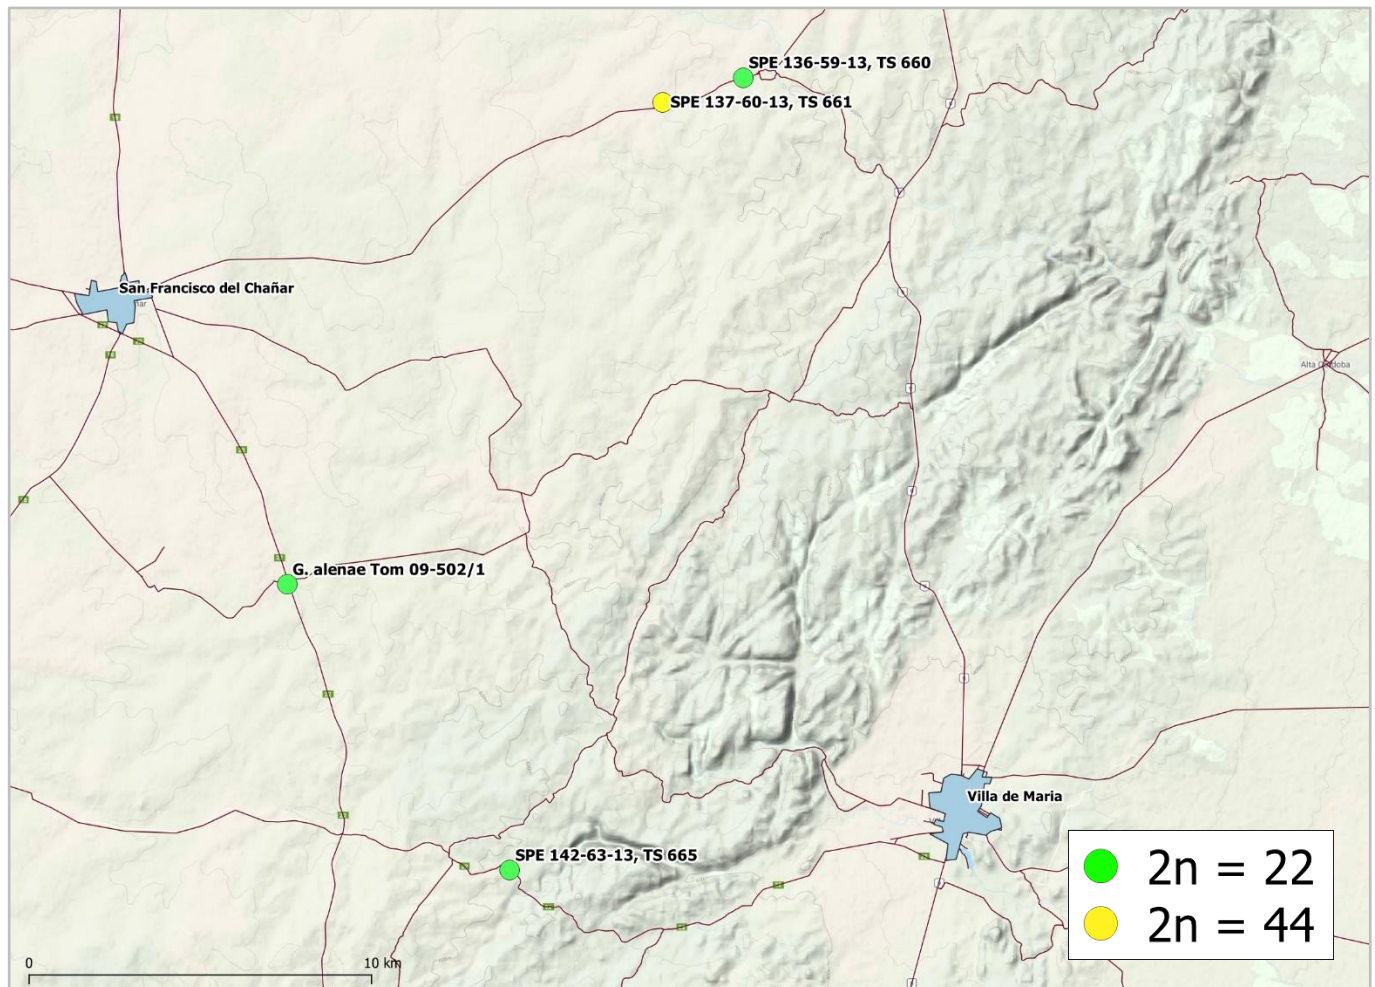 SPE 136-59-13, TS 660
SPE 137-60-13, TS 661
San Francisco del Chañar
Alta Córdoba
G. alenae Tom 09-502/1
Villa de Maria
SPE 142-63-13, TS 665
2n = 22
2n = 44
0
10 km